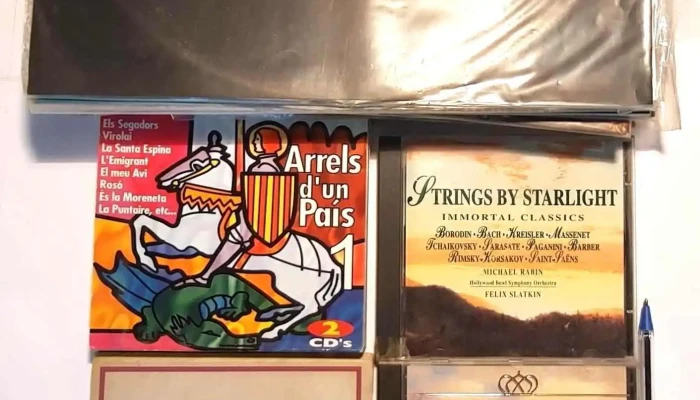 Els Segadors
Virolai
La Santa Espina
L'Emigrant
El meu Avi
Rosó
Es la Moreneta
La Puntaire, etc...
Arrels
d'un
País
1
2
CD's
STRINGS BY STARLIGHT
IMMORTAL CLASSICS
BORODIN • BACH • KREISLER • MASSENET
TCHAIKOVSKY • SARASATE • PAGANINI • BARBER
RIMSKY-KORSAKOV • SAINT-SAËNS
MICHAEL RABIN
Hollywood Bowl Symphony Orchestra
FELIX SLATKIN